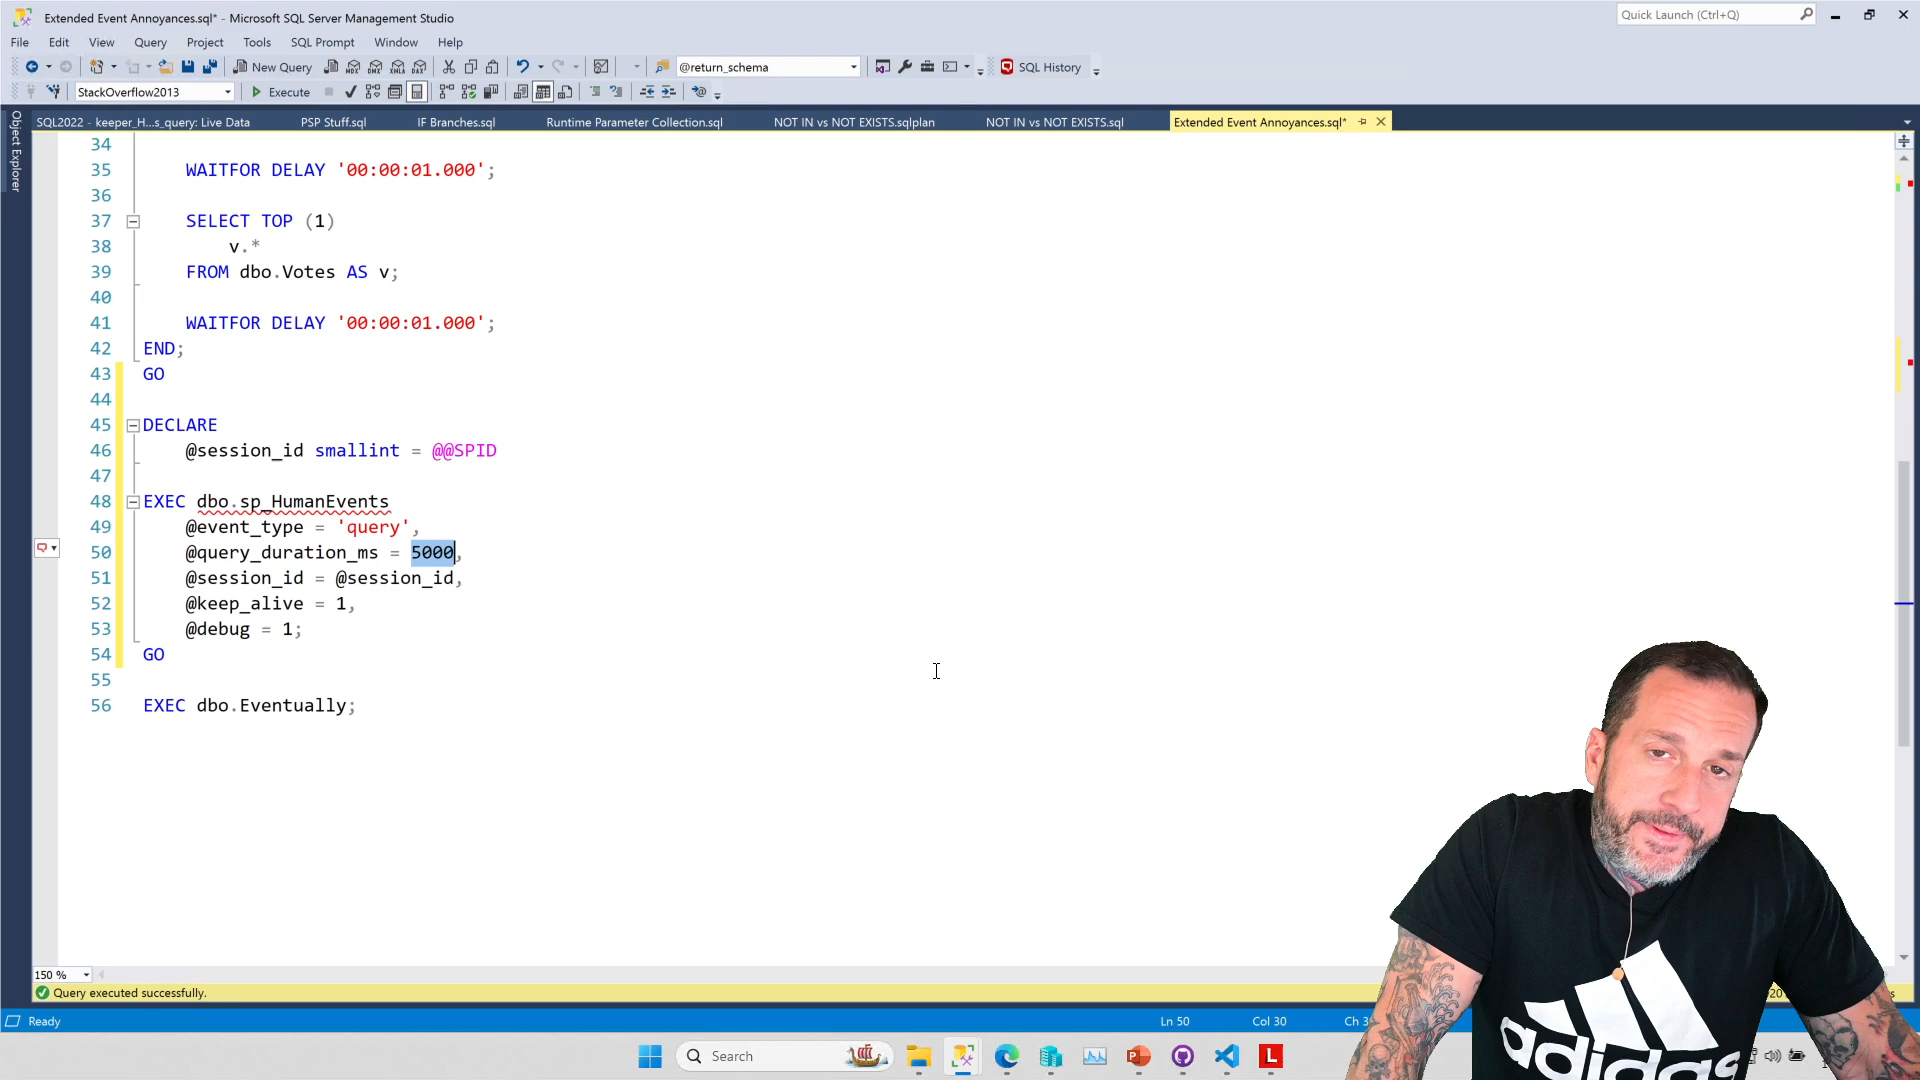 Extended Event Annoyances.sql* - Microsoft SQL Server Management Studio
Quick Launch (Ctrl+Q)
File Edit View Query Project Tools SQL Prompt Window Help
New Query
@return_schema
SQL History
StackOverflow2013
Execute
SQL2022 - keeper_H...s_query: Live Data
PSP Stuff.sql
IF Branches.sql
Runtime Parameter Collection.sql
NOT IN vs NOT EXISTS.sqlplan
NOT IN vs NOT EXISTS.sql
Extended Event Annoyances.sql*
Object Explorer
34
35 WAITFOR DELAY '00:00:01.000';
36
37 SELECT TOP (1)
38 v.*
39 FROM dbo.Votes AS v;
40
41 WAITFOR DELAY '00:00:01.000';
42 END;
43 GO
44
45 DECLARE
46 @session_id smallint = @@SPID
47
48 EXEC dbo.sp_HumanEvents
49 @event_type = 'query',
50 @query_duration_ms = 5000,
51 @session_id = @session_id,
52 @keep_alive = 1,
53 @debug = 1;
54 GO
55
56 EXEC dbo.Eventually;
150 %
Query executed successfully.
Ready
Ln 50
Col 30
Search
adidas